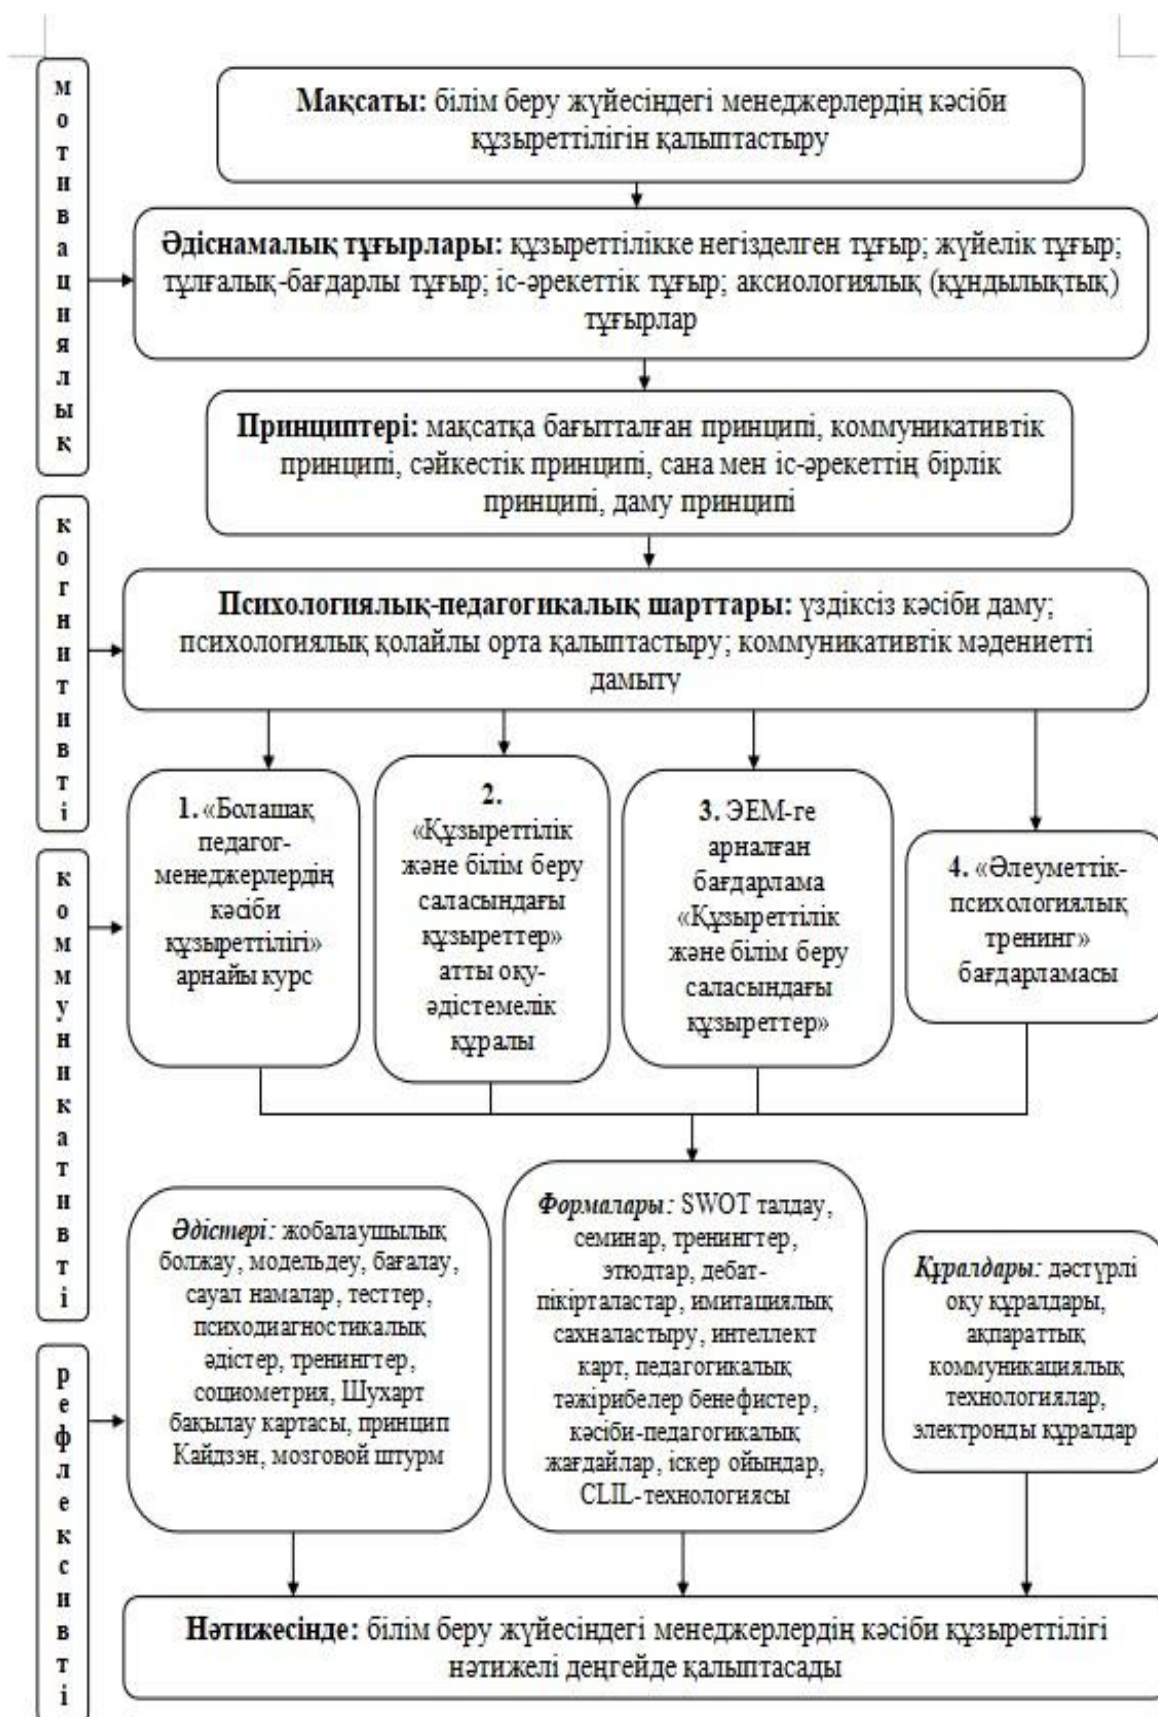 мотивациялық
Мақсаты: білім беру жүйесіндегі менеджерлердің кәсіби
құзыреттілігін қалыптастыру
Әдіснамалық тұғырлары: құзыреттілікке негізделген тұғыр; жүйелік тұғыр;
тұлғалық-бағдарлы тұғыр; іс-әрекеттік тұғыр; аксиологиялық (құндылықтық)
тұғырлар
Принциптері: мақсатқа бағытталған принципі, коммуникативтік
принципі, сәйкестік принципі, сана мен іс-әрекеттің бірлік
принципі, даму принципі
когнитивті
Психологиялық-педагогикалық шарттары: үздіксіз кәсіби даму;
психологиялық қолайлы орта қалыптастыру; коммуникативтік мәдениетті
дамыту
коммуникативті
1. «Болашақ
педагог-
менеджерлердің
кәсіби
құзыреттілігі»
арнайы курс
2.
«Құзыреттілік
және білім беру
саласындағы
құзыреттер»
атты оқу-
әдістемелік
құралы
3. ЭЕМ-ге
арналған
бағдарлама
«Құзыреттілік
және білім беру
саласындағы
құзыреттер»
4. «Әлеуметтік-
психологиялық
тренинг»
бағдарламасы
рефлексивті
Әдістері: жобалаушылық
болжау, модельдеу, бағалау,
сауал намалар, тесттер,
психодиагностикалық
әдістер, тренингтер,
социометрия, Шухарт
бақылау картасы, принцип
Кайдзэн, мозговой штурм
Формалары: SWOT талдау,
семинар, тренингтер,
этюдтар, дебат-
пікірталастар, имитациялық
сахналастыру, интеллект
карт, педагогикалық
тәжірибелер бенефистер,
кәсіби-педагогикалық
жағдайлар, іскер ойындар,
CLIL-технологиясы
Құралдары: дәстүрлі
оқу құралдары,
ақпараттық
коммуникациялық
технологиялар,
электронды құралдар
Нәтижесінде: білім беру жүйесіндегі менеджерлердің кәсіби құзыреттілігі
нәтижелі деңгейде қалыптасады